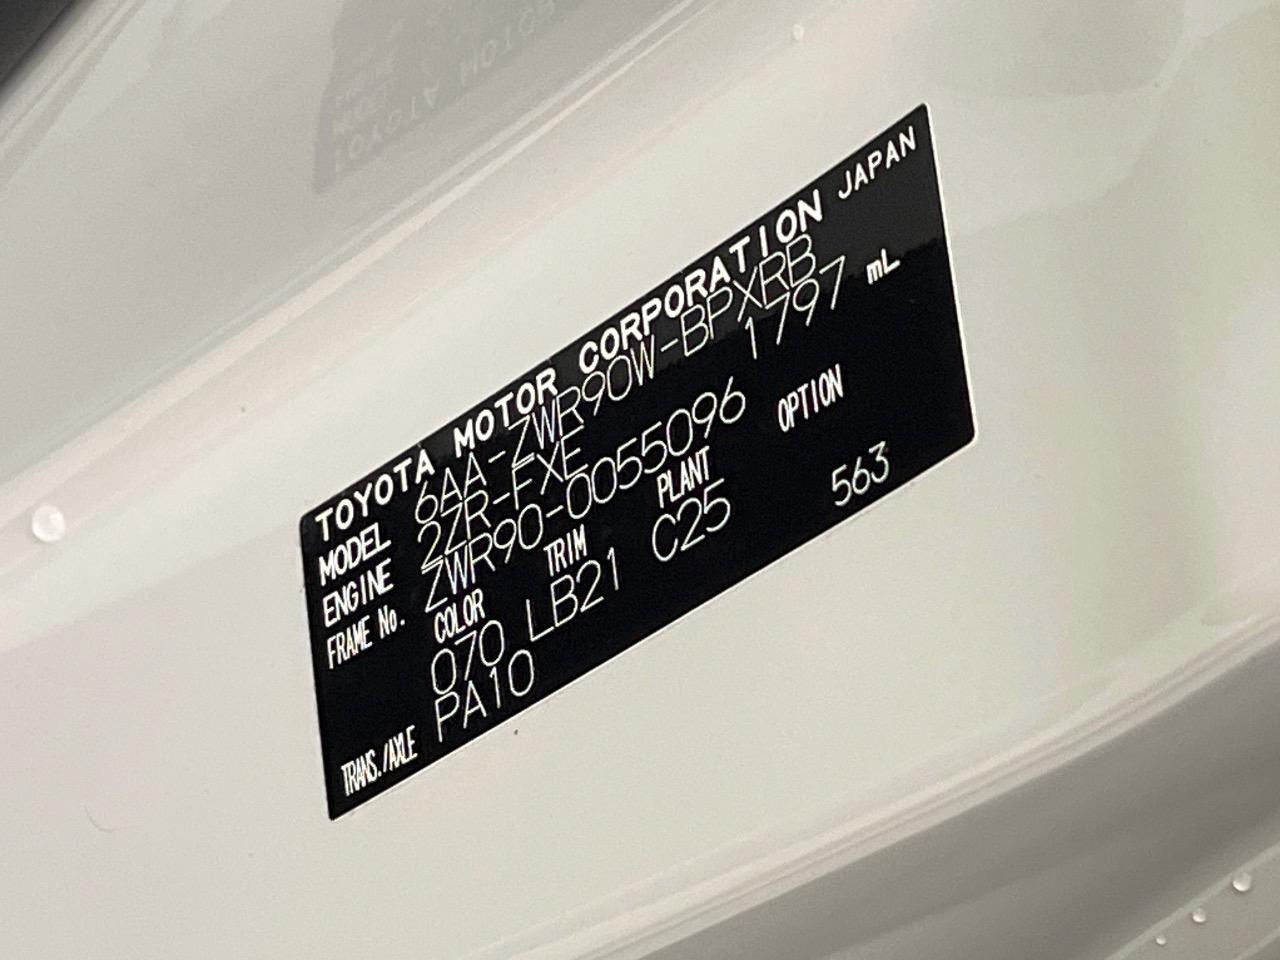 TOYOTA MOTOR CORPORATION JAPAN
MODEL 6AA-ZWR90W-BPXRB
ENGINE 2ZR-FXE 1797 mL
FRAME No. ZWR90-0055096
COLOR TRIM PLANT OPTION
070 LB21 C25 563
TRANS./AXLE PA10